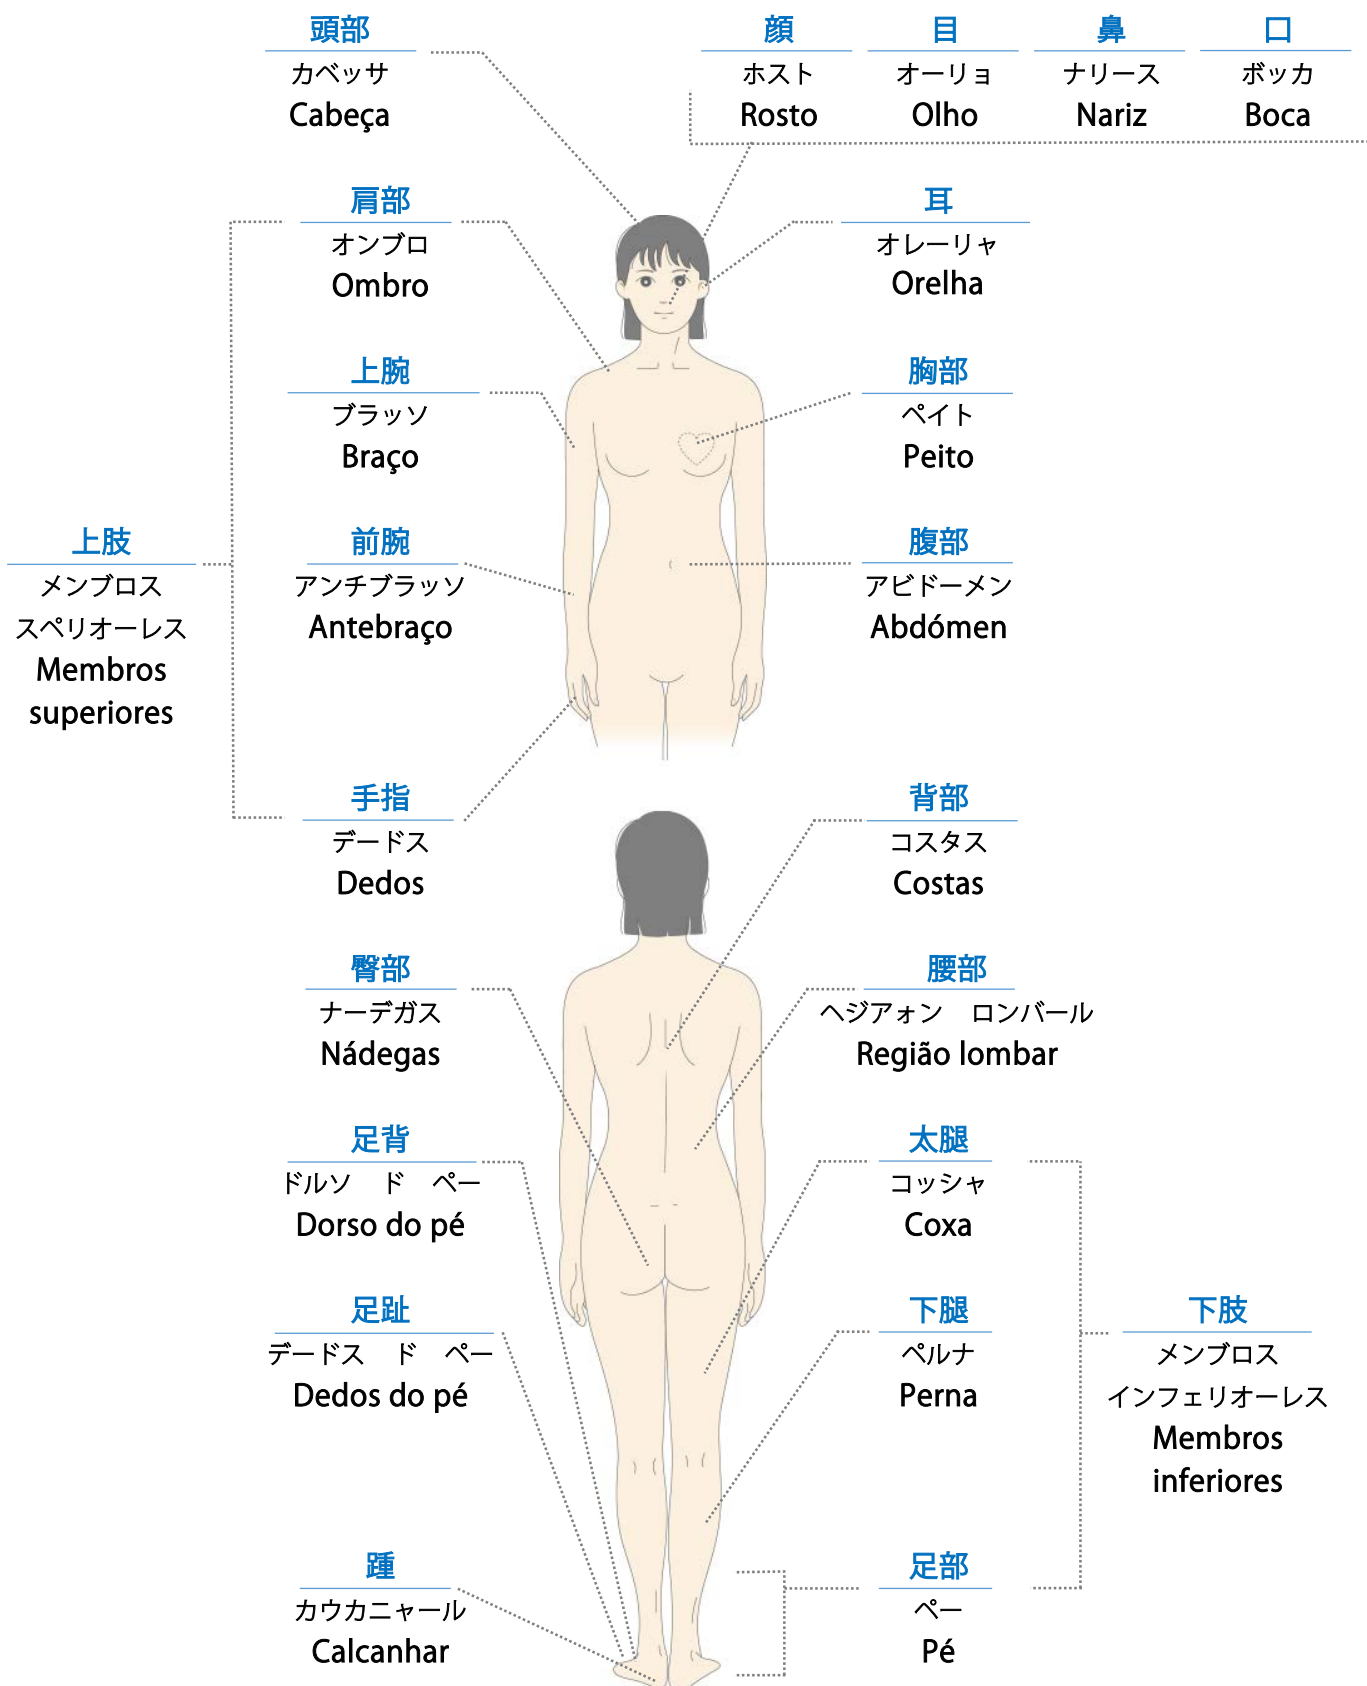 頭部
カベッサ
Cabeça
顔
ホスト
Rosto
目
オーリョ
Olho
鼻
ナリース
Nariz
口
ボッカ
Boca
肩部
オンブロ
Ombro
耳
オレーリャ
Orelha
上腕
ブラッソ
Braço
胸部
ペイト
Peito
上肢
メンブロス
スペリオーレス
Membros
superiores
前腕
アンチブラッソ
Antebraço
腹部
アビドーメン
Abdómen
手指
デードス
Dedos
背部
コスタス
Costas
臀部
ナーデガス
Nádegas
腰部
ヘジアォン　ロンバール
Região lombar
足背
ドルソ　ド　ペー
Dorso do pé
太腿
コッシャ
Coxa
足趾
デードス　ド　ペー
Dedos do pé
下腿
ペルナ
Perna
下肢
メンブロス
インフェリオーレス
Membros
inferiores
踵
カウカニャール
Calcanhar
足部
ペー
Pé